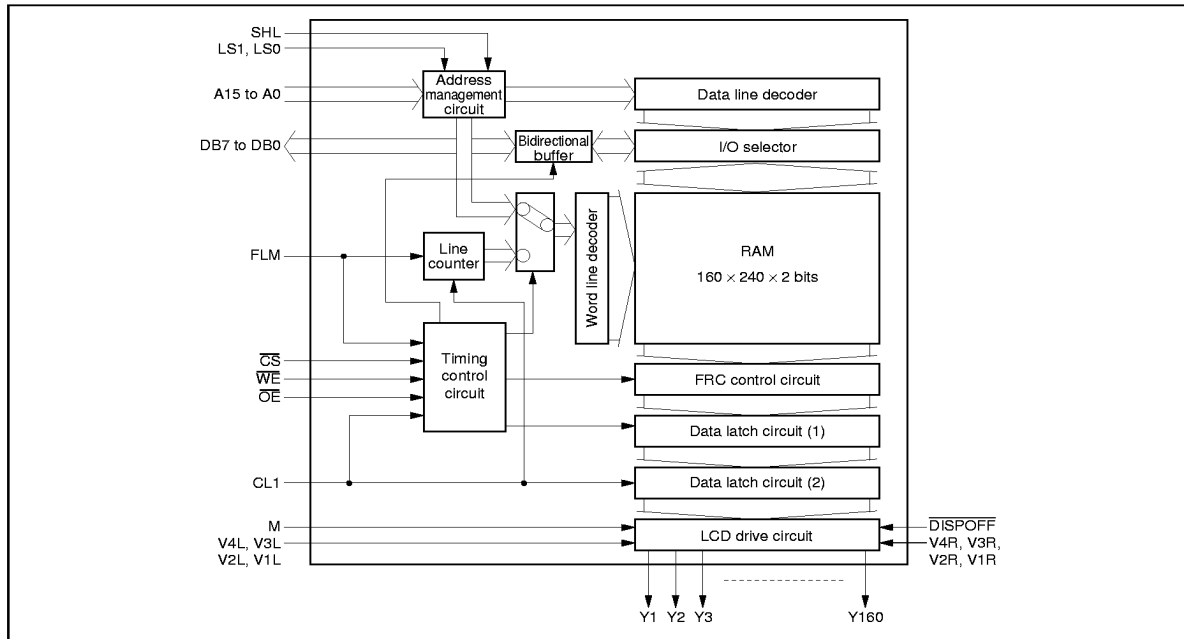 SHL
LS1, LS0
A15 to A0
Address
management
circuit
Data line decoder
DB7 to DB0
Bidirectional
buffer
I/O selector
Word line decoder
RAM
160 × 240 × 2 bits
FLM
Line
counter
CS
WE
OE
Timing
control
circuit
FRC control circuit
Data latch circuit (1)
CL1
Data latch circuit (2)
M
V4L, V3L,
V2L, V1L
LCD drive circuit
DISPOFF
V4R, V3R,
V2R, V1R
Y1 Y2 Y3 Y160